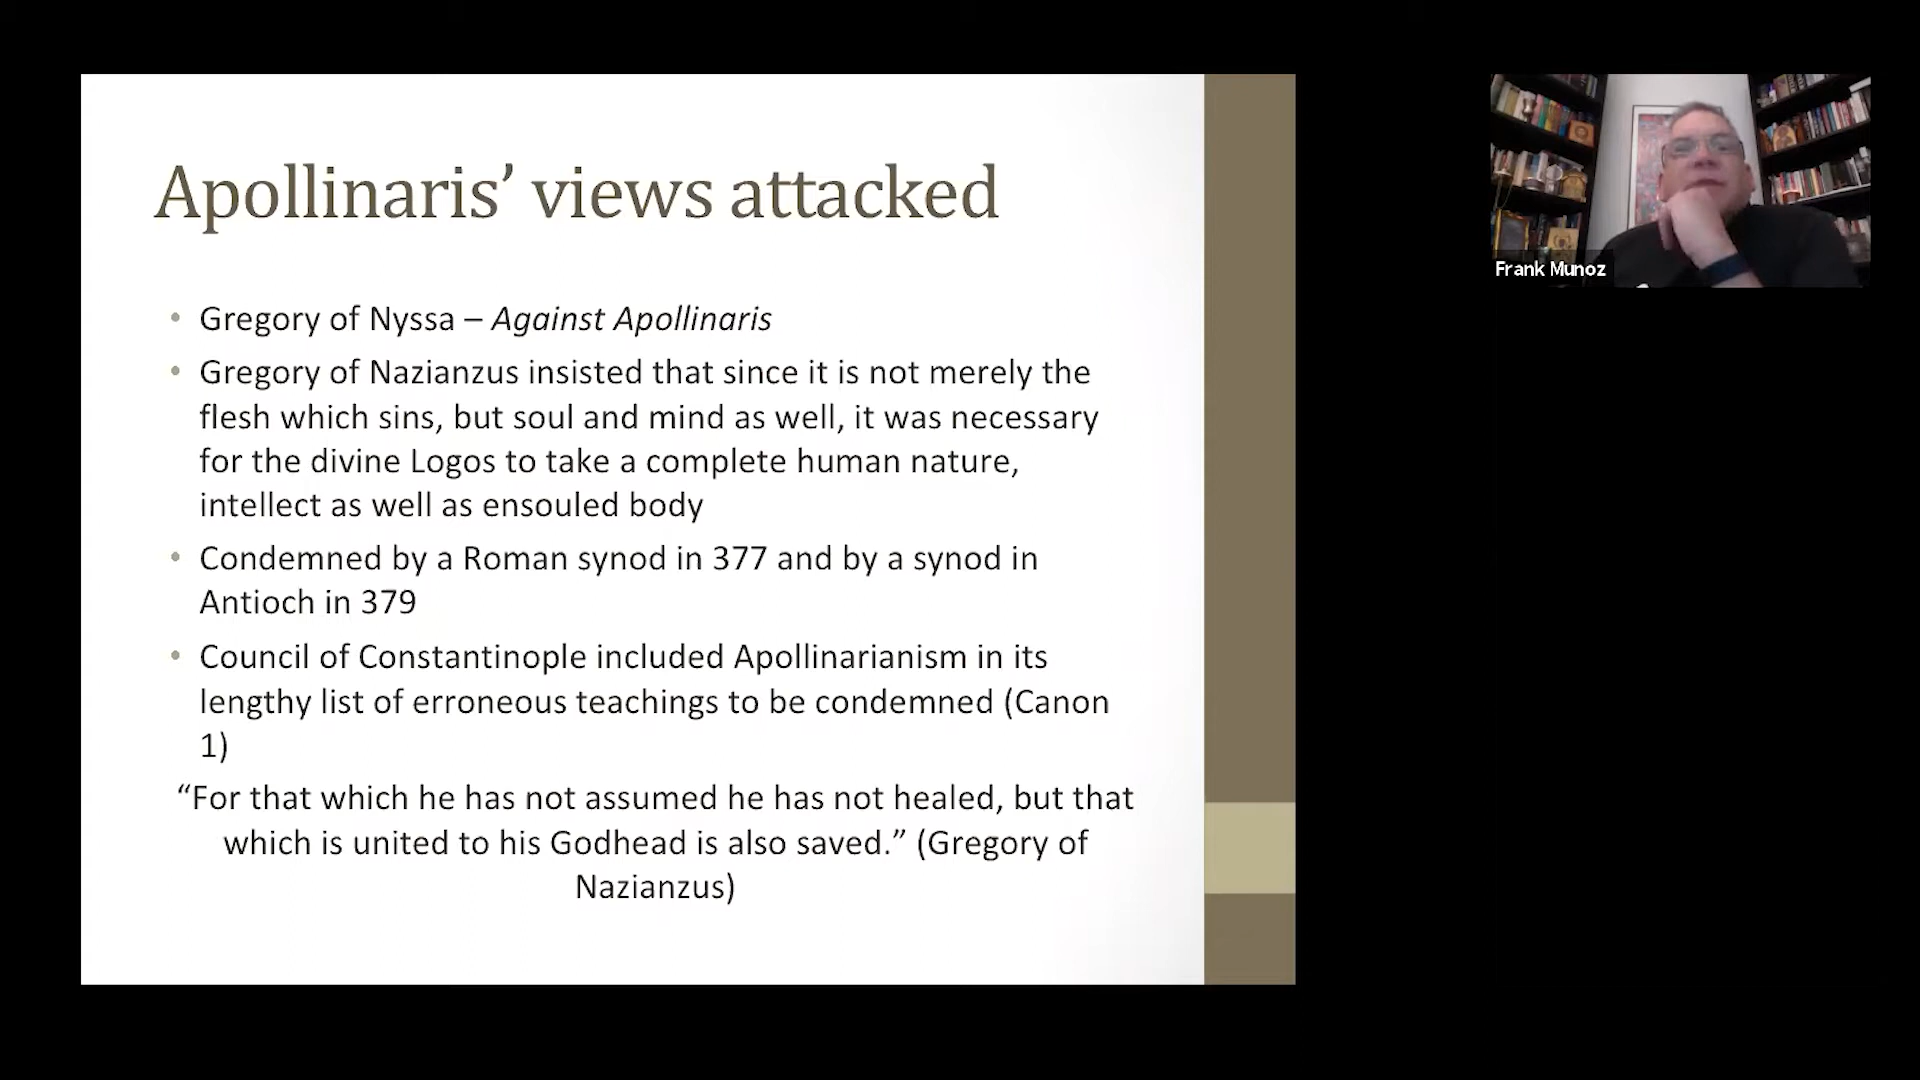 Apollinaris’ views attacked
• Gregory of Nyssa – Against Apollinaris
• Gregory of Nazianzus insisted that since it is not merely the
flesh which sins, but soul and mind as well, it was necessary
for the divine Logos to take a complete human nature,
intellect as well as ensouled body
• Condemned by a Roman synod in 377 and by a synod in
Antioch in 379
• Council of Constantinople included Apollinarianism in its
lengthy list of erroneous teachings to be condemned (Canon
1)
“For that which he has not assumed he has not healed, but that
which is united to his Godhead is also saved.” (Gregory of
Nazianzus)
Frank Munoz